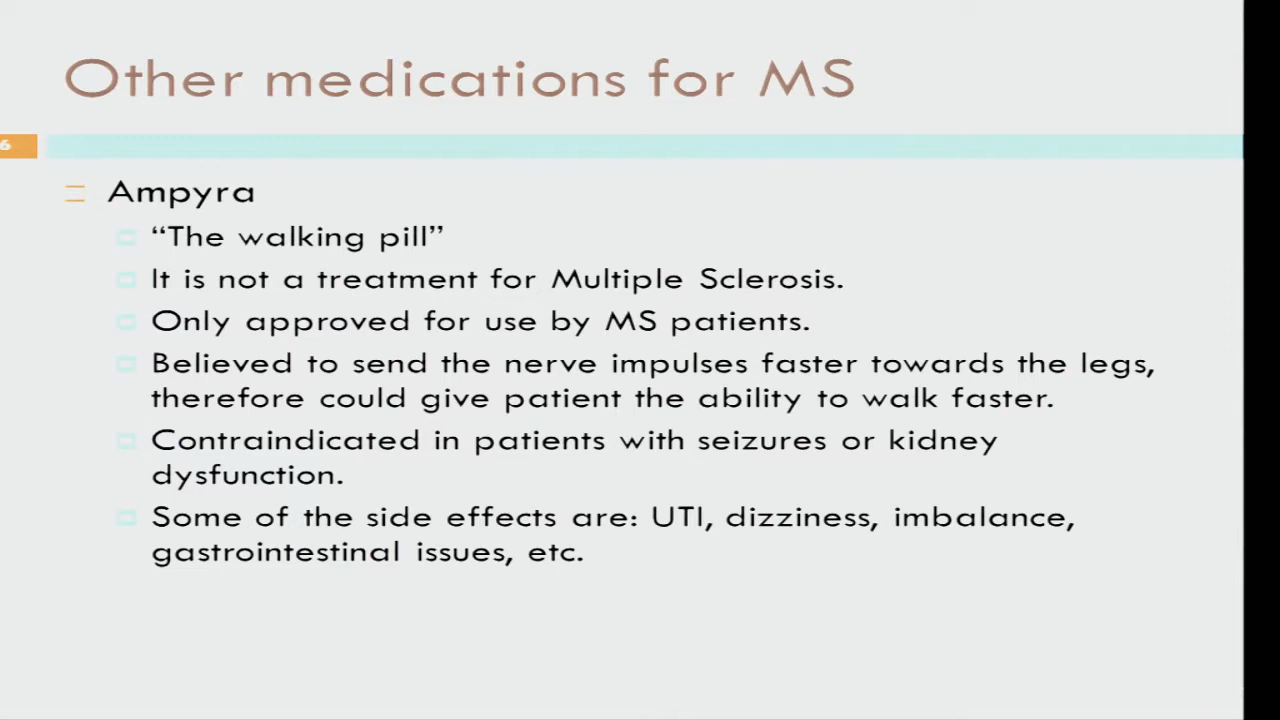 Other medications for MS
6
Ampyra
“The walking pill”
It is not a treatment for Multiple Sclerosis.
Only approved for use by MS patients.
Believed to send the nerve impulses faster towards the legs,
therefore could give patient the ability to walk faster.
Contraindicated in patients with seizures or kidney
dysfunction.
Some of the side effects are: UTI, dizziness, imbalance,
gastrointestinal issues, etc.